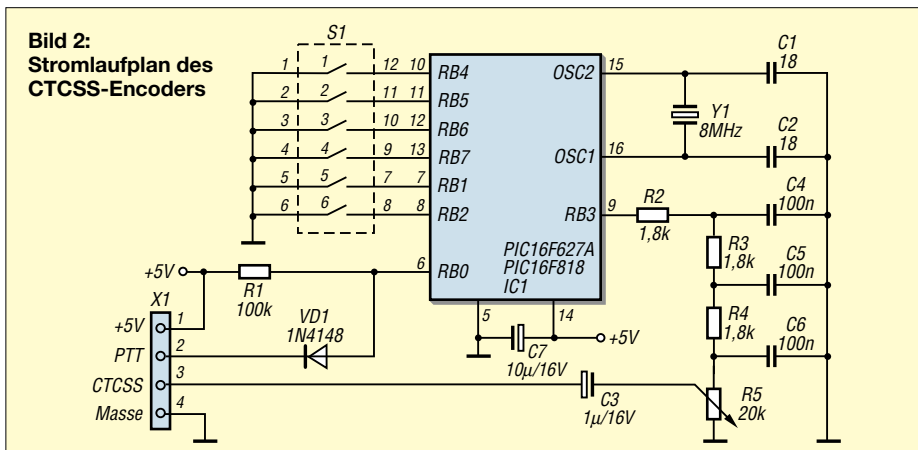 Bild 2:
Stromlaufplan des
CTCSS-Encoders
S1
1 1 12 10 RB4
2 2 11 11 RB5
3 3 10 12 RB6
4 4 9 13 RB7
5 5 7 7 RB1
6 6 8 8 RB2
6 RB0
OSC2 15
OSC1 16
RB3 9
PIC16F627A
PIC16F818
IC1
5 14
C1
18
Y1
8MHz
C2
18
R2
1,8k
C4
100n
R3
1,8k
C5
100n
R4
1,8k
C6
100n
R5
20k
+5V
R1
100k
VD1
1N4148
X1
+5V 1
PTT 2
CTCSS 3
Masse 4
C7
10µ/16V
+5V
C3
1µ/16V